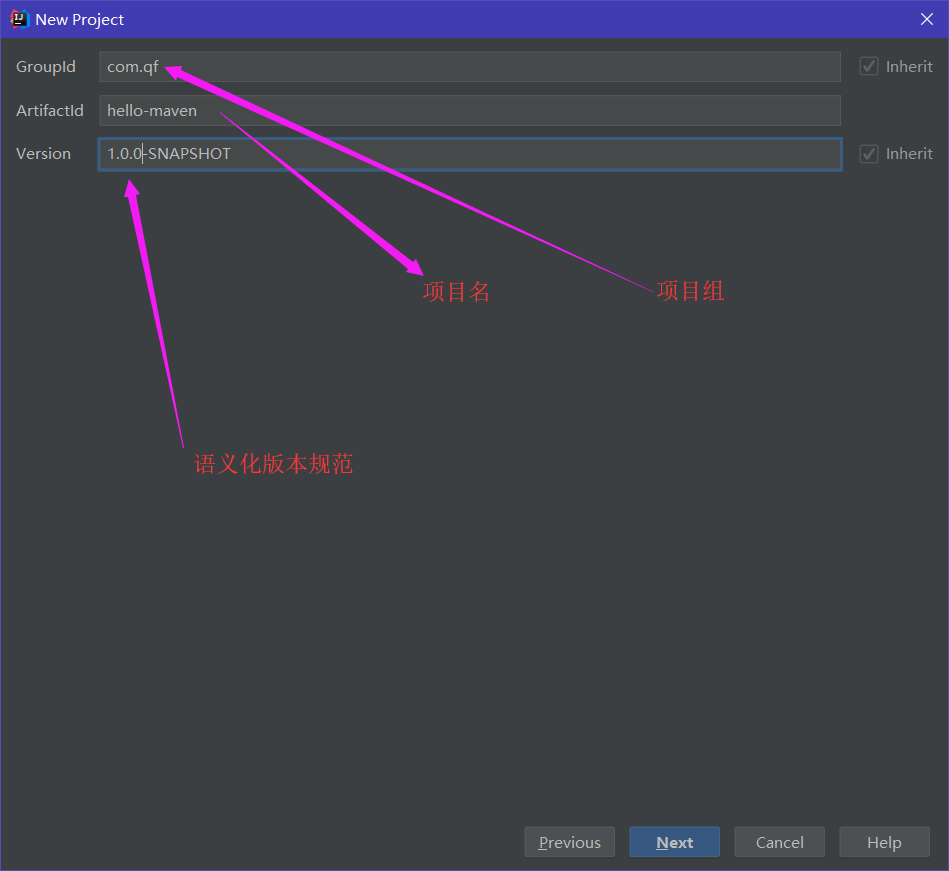 New Project
GroupId com.qf Inherit
ArtifactId hello-maven
Version 1.0.0-SNAPSHOT Inherit
项目名 项目组
语义化版本规范
Previous Next Cancel Help